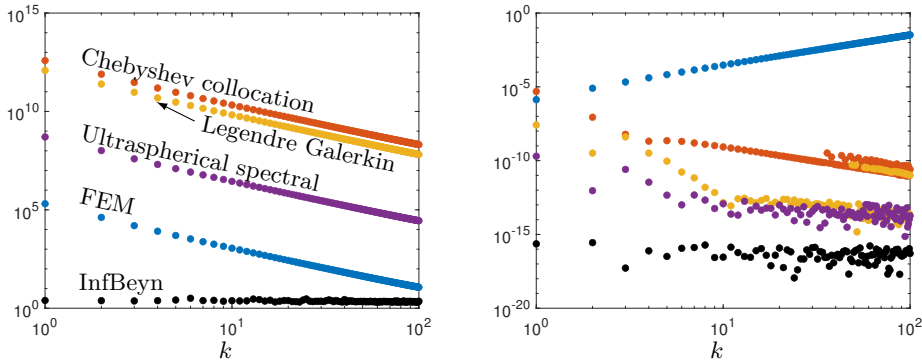 10^15
10^10
10^5
10^0
Chebyshev collocation
Legendre Galerkin
Ultraspherical spectral
FEM
InfBeyn
10^0
10^1
10^2
k
10^0
10^-5
10^-10
10^-15
10^-20
10^0
10^1
10^2
k